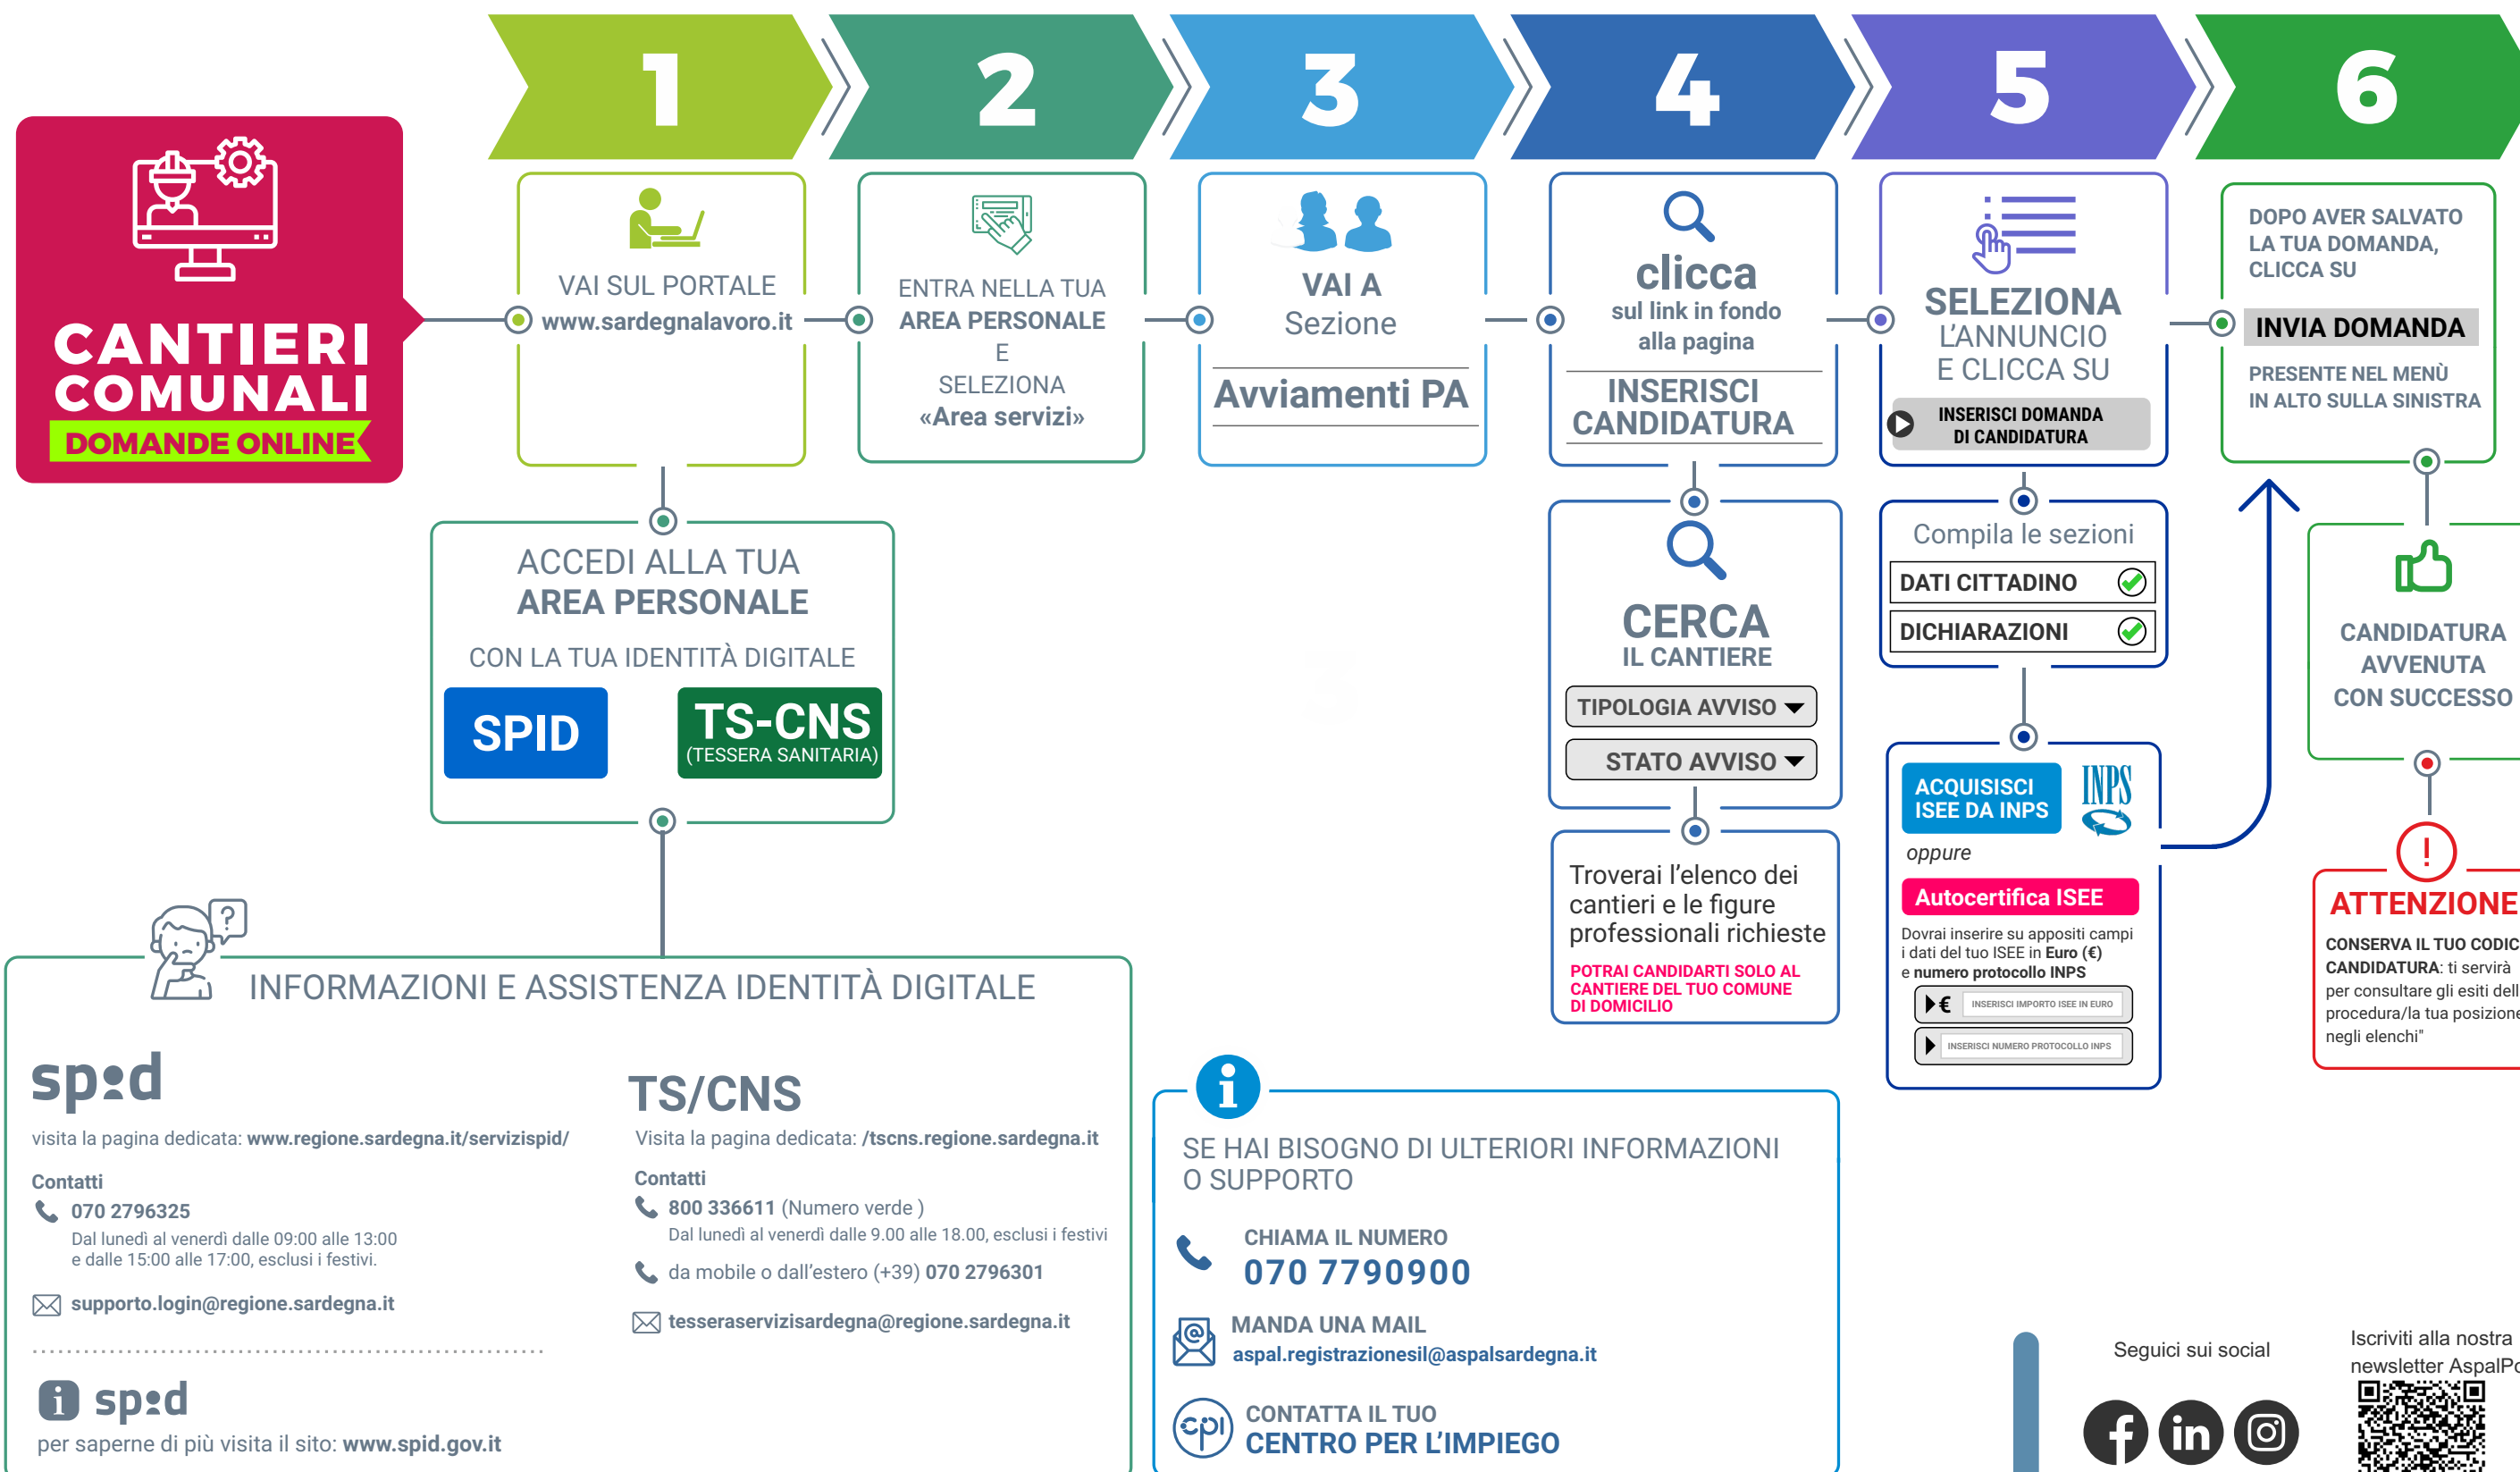 CANTIERI
COMUNALI
DOMANDE ONLINE
1
VAI SUL PORTALE
www.sardegnalavoro.it
ACCEDI ALLA TUA
AREA PERSONALE
CON LA TUA IDENTITÀ DIGITALE
SPID
TS-CNS
(TESSERA SANITARIA)
2
ENTRA NELLA TUA
AREA PERSONALE
E
SELEZIONA
«Area servizi»
3
VAI A
Sezione
Avviamenti PA
4
clicca
sul link in fondo
alla pagina
INSERISCI
CANDIDATURA
CERCA
IL CANTIERE
TIPOLOGIA AVVISO
STATO AVVISO
Troverai l'elenco dei
cantieri e le figure
professionali richieste
POTRAI CANDIDARTI SOLO AL
CANTIERE DEL TUO COMUNE
DI DOMICILIO
5
SELEZIONA
L'ANNUNCIO
E CLICCA SU
INSERISCI DOMANDA
DI CANDIDATURA
Compila le sezioni
DATI CITTADINO
DICHIARAZIONI
ACQUISISCI
ISEE DA INPS
INPS
oppure
Autocertifica ISEE
Dovrai inserire su appositi campi
i dati del tuo ISEE in Euro (€)
e numero protocollo INPS
€ INSERISCI IMPORTO ISEE IN EURO
INSERISCI NUMERO PROTOCOLLO INPS
6
DOPO AVER SALVATO
LA TUA DOMANDA,
CLICCA SU
INVIA DOMANDA
PRESENTE NEL MENÙ
IN ALTO SULLA SINISTRA
CANDIDATURA
AVVENUTA
CON SUCCESSO
!
ATTENZIONE
CONSERVA IL TUO CODIC
CANDIDATURA: ti servirà
per consultare gli esiti dell
procedura/la tua posizione
negli elenchi"
?
INFORMAZIONI E ASSISTENZA IDENTITÀ DIGITALE
spid
visita la pagina dedicata: www.regione.sardegna.it/servizispid/
Contatti
070 2796325
Dal lunedì al venerdì dalle 09:00 alle 13:00
e dalle 15:00 alle 17:00, esclusi i festivi.
supporto.login@regione.sardegna.it
i spid
per saperne di più visita il sito: www.spid.gov.it
TS/CNS
Visita la pagina dedicata: /tscns.regione.sardegna.it
Contatti
800 336611 (Numero verde )
Dal lunedì al venerdì dalle 9.00 alle 18.00, esclusi i festivi
da mobile o dall'estero (+39) 070 2796301
tesseraservizisardegna@regione.sardegna.it
i
SE HAI BISOGNO DI ULTERIORI INFORMAZIONI
O SUPPORTO
CHIAMA IL NUMERO
070 7790900
MANDA UNA MAIL
aspal.registrazionesil@aspalsardegna.it
cpi
CONTATTA IL TUO
CENTRO PER L'IMPIEGO
Seguici sui social
f in
Iscriviti alla nostra
newsletter AspalPo